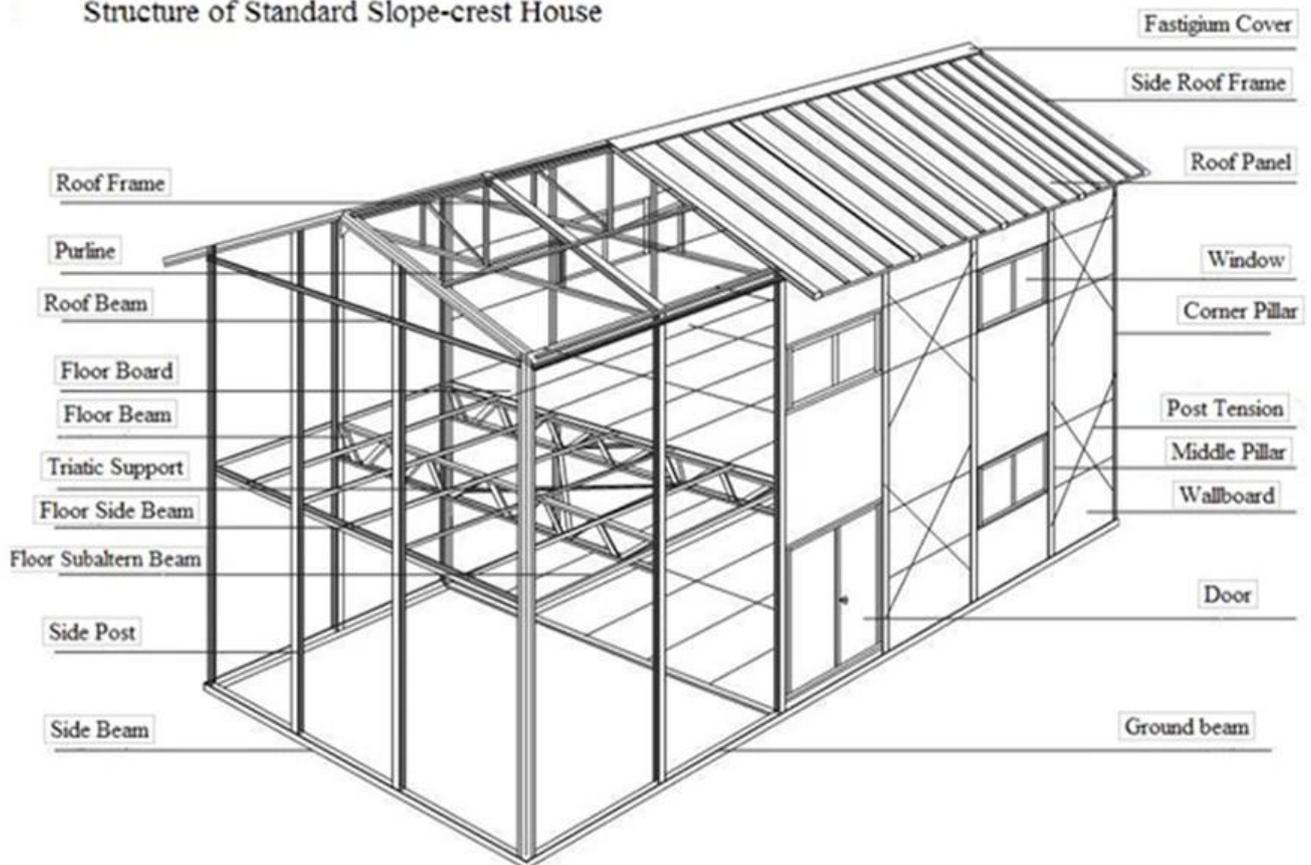 Structure of Standard Slope-crest House
Fastigium Cover
Side Roof Frame
Roof Panel
Window
Corner Pillar
Post Tension
Middle Pillar
Wallboard
Door
Ground beam
Roof Frame
Purline
Roof Beam
Floor Board
Floor Beam
Triatic Support
Floor Side Beam
Floor Subaltern Beam
Side Post
Side Beam